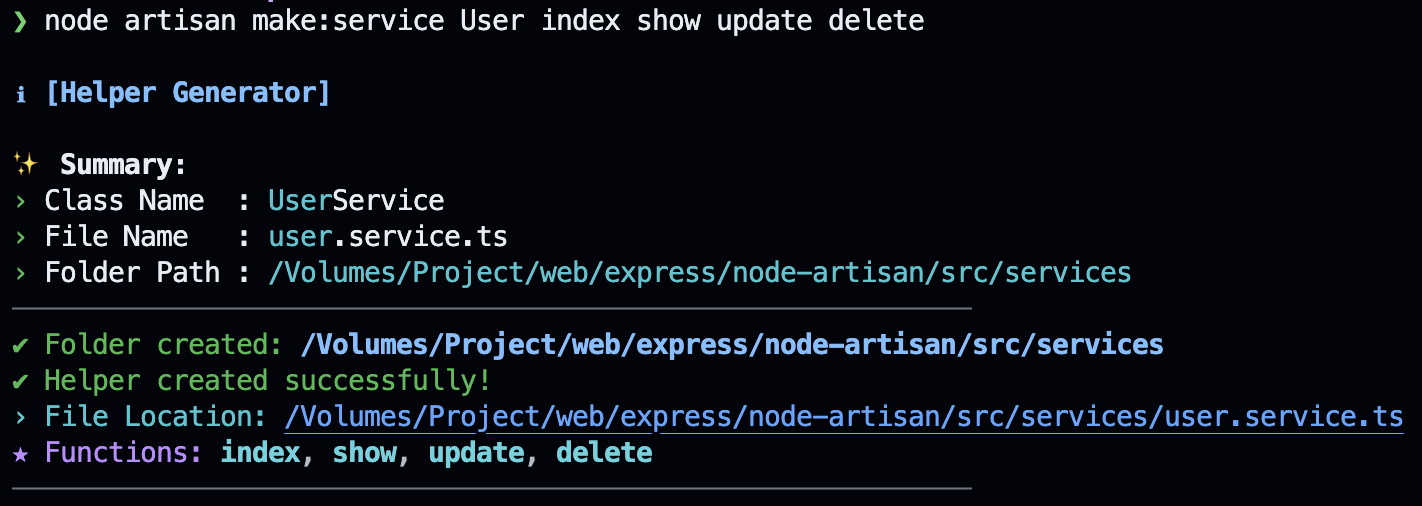 ❯ node artisan make:service User index show update delete
ℹ [Helper Generator]
✨ Summary:
› Class Name  : UserService
› File Name   : user.service.ts
› Folder Path : /Volumes/Project/web/express/node-artisan/src/services
✔ Folder created: /Volumes/Project/web/express/node-artisan/src/services
✔ Helper created successfully!
› File Location: /Volumes/Project/web/express/node-artisan/src/services/user.service.ts
★ Functions: index, show, update, delete